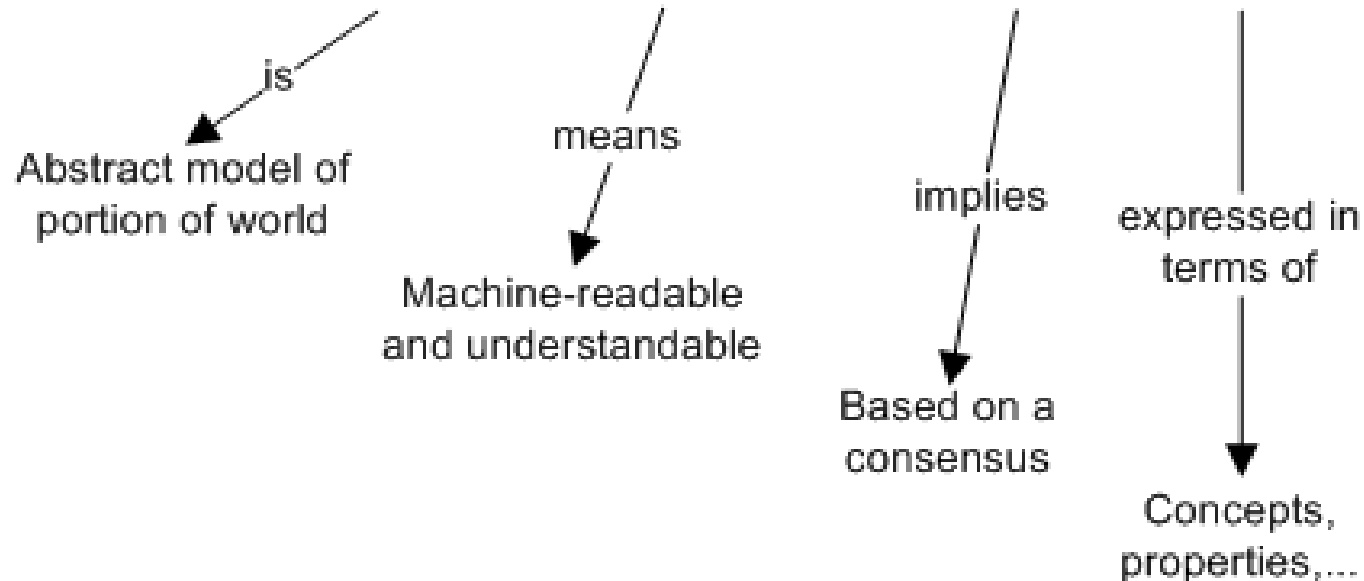 is
Abstract model of
portion of world
means
Machine-readable
and understandable
implies
Based on a
consensus
expressed in
terms of
Concepts,
properties,...